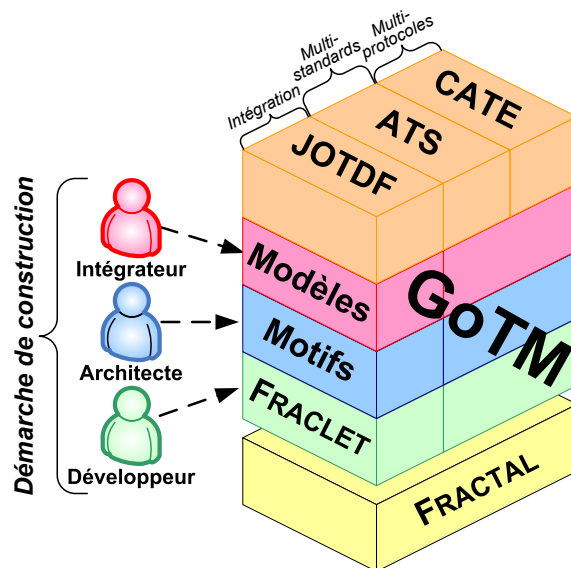 Multi-
protocoles
Multi-
standards
Intégration
CATE
ATS
JOTDF
Démarche de construction
Intégrateur
Architecte
Développeur
Modèles
Motifs
FRACLET
GoTM
FRACTAL